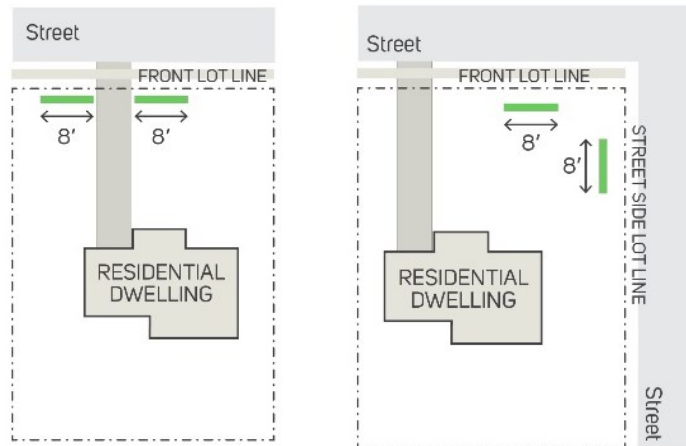 Street
FRONT LOT LINE
8'
8'
RESIDENTIAL
DWELLING
Street
FRONT LOT LINE
8'
8'
STREET SIDE LOT LINE
RESIDENTIAL
DWELLING
Street